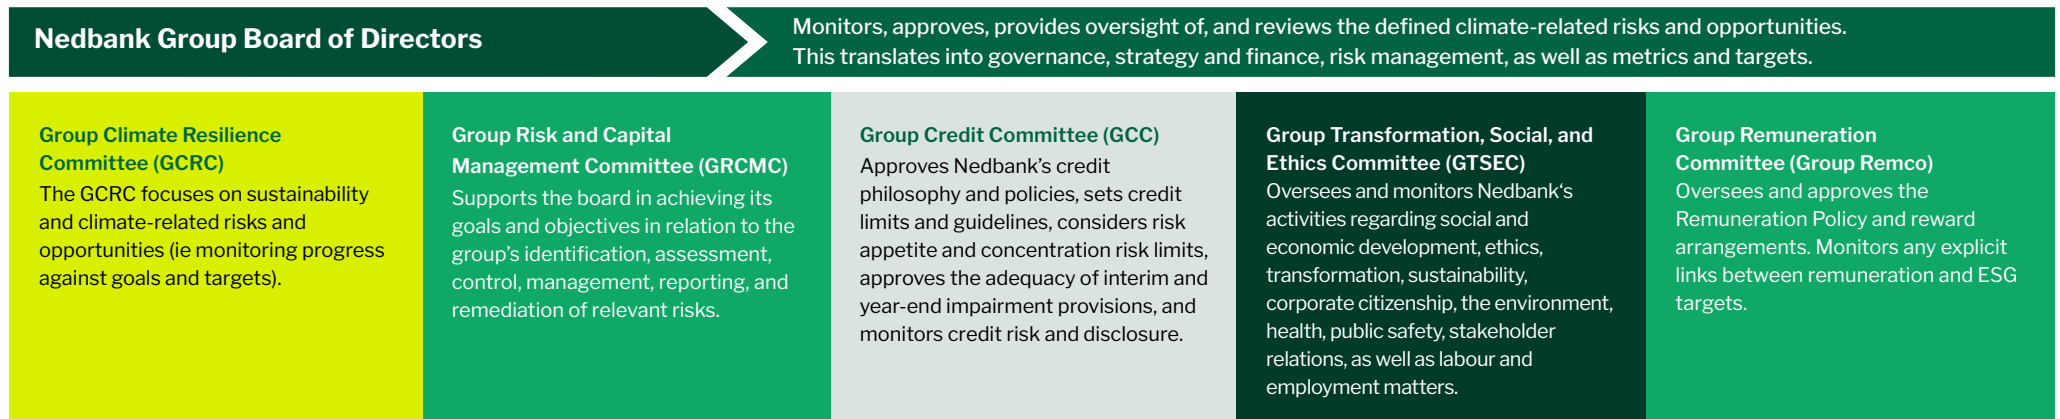 Nedbank Group Board of Directors
Monitors, approves, provides oversight of, and reviews the defined climate-related risks and opportunities.
This translates into governance, strategy and finance, risk management, as well as metrics and targets.
Group Climate Resilience
Committee (GCRC)
The GCRC focuses on sustainability
and climate-related risks and
opportunities (ie monitoring progress
against goals and targets).
Group Risk and Capital
Management Committee (GRCMC)
Supports the board in achieving its
goals and objectives in relation to the
group’s identification, assessment,
control, management, reporting, and
remediation of relevant risks.
Group Credit Committee (GCC)
Approves Nedbank’s credit
philosophy and policies, sets credit
limits and guidelines, considers risk
appetite and concentration risk limits,
approves the adequacy of interim and
year-end impairment provisions, and
monitors credit risk and disclosure.
Group Transformation, Social, and
Ethics Committee (GTSEC)
Oversees and monitors Nedbank‘s
activities regarding social and
economic development, ethics,
transformation, sustainability,
corporate citizenship, the environment,
health, public safety, stakeholder
relations, as well as labour and
employment matters.
Group Remuneration
Committee (Group Remco)
Oversees and approves the
Remuneration Policy and reward
arrangements. Monitors any explicit
links between remuneration and ESG
targets.